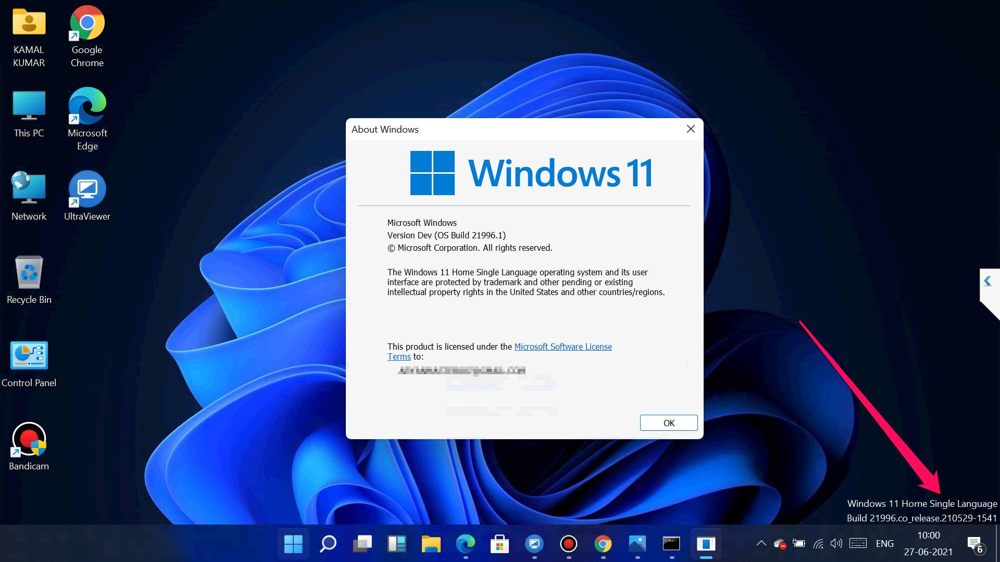 KAMAL
KUMAR
Google
Chrome
This PC
Microsoft
Edge
Network
UltraViewer
Recycle Bin
Control Panel
Bandicam
About Windows
Windows 11
Microsoft Windows
Version Dev (OS Build 21996.1)
© Microsoft Corporation. All rights reserved.
The Windows 11 Home Single Language operating system and its user
interface are protected by trademark and other pending or existing
intellectual property rights in the United States and other countries/regions.
This product is licensed under the Microsoft Software License
Terms to:
OK
Windows 11 Home Single Language
Build 21996.co_release.210529-1541
ENG
10:00
27-06-2021
6